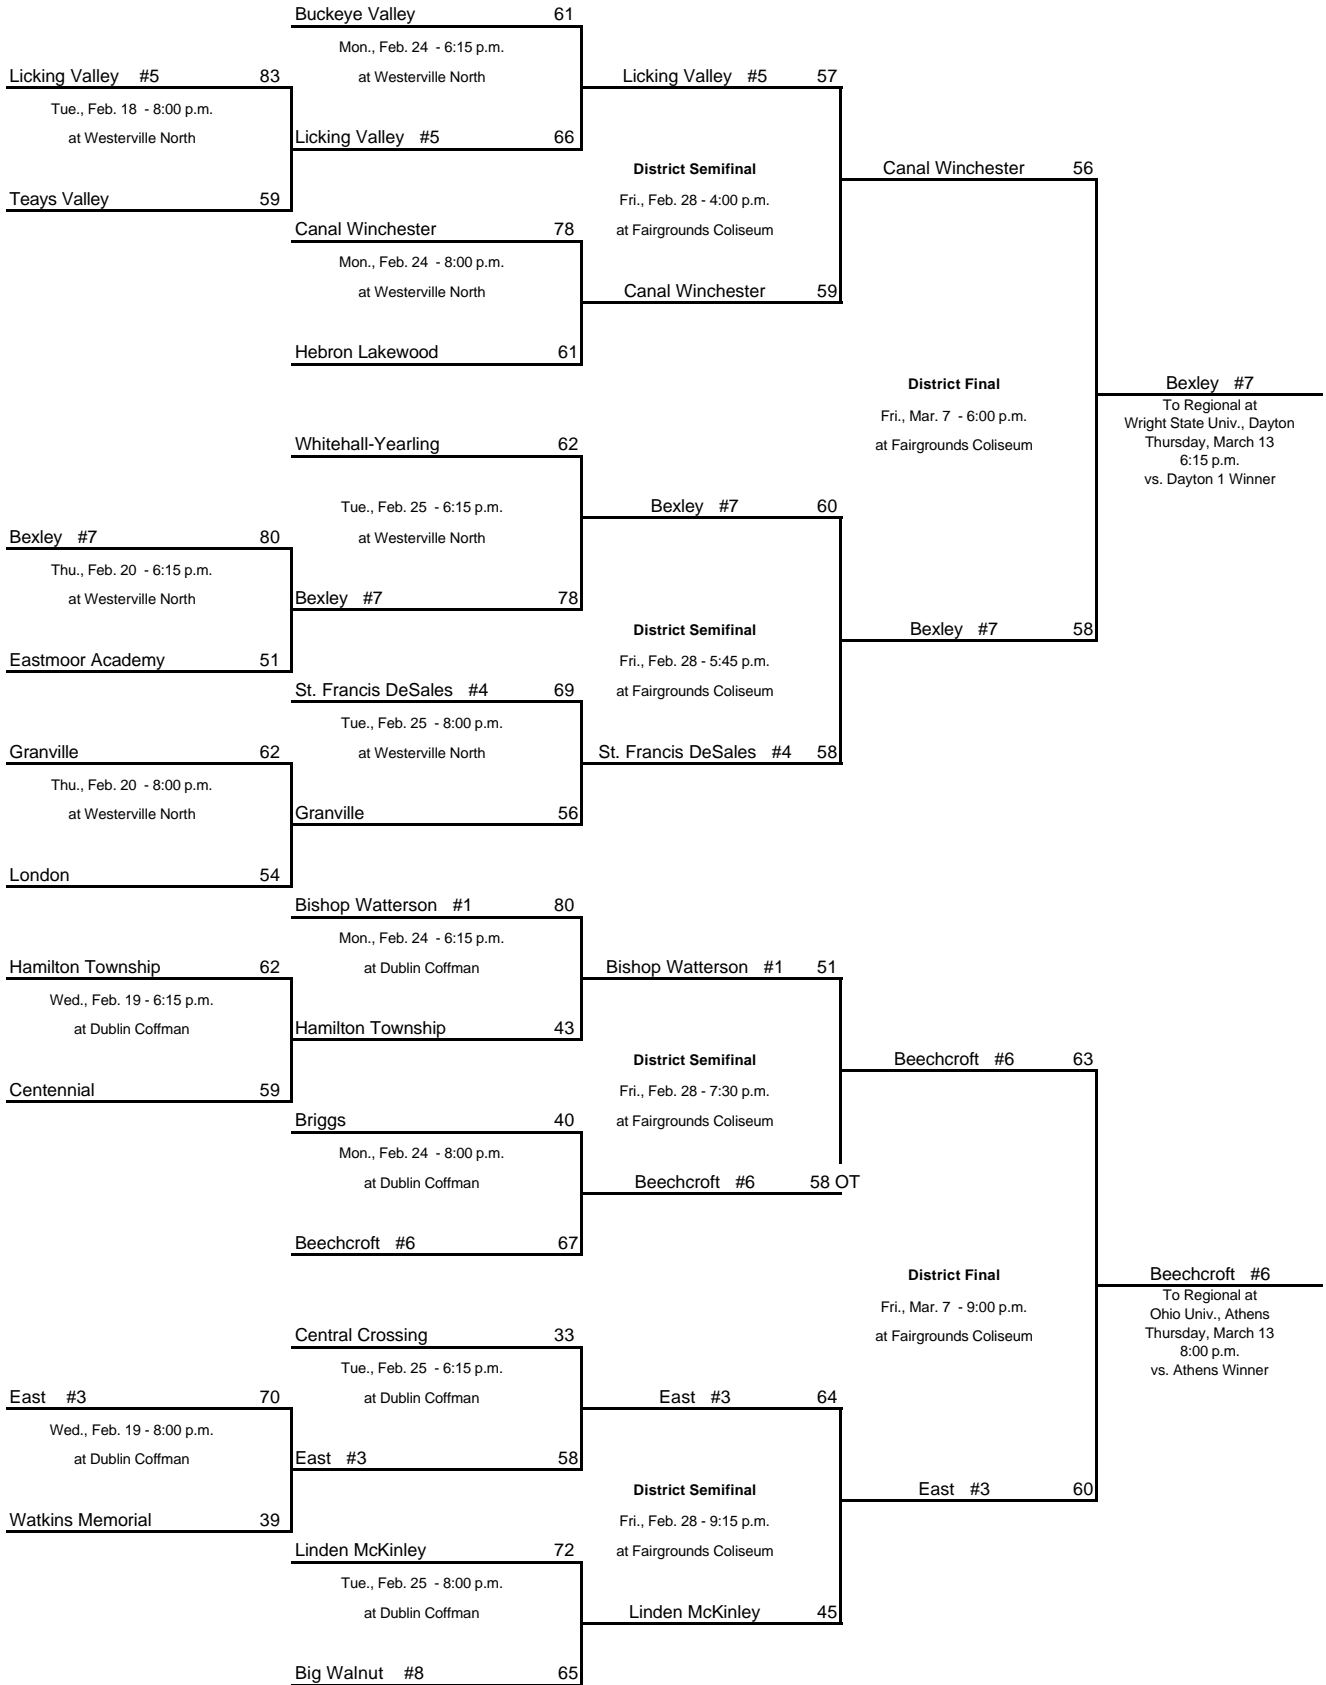 Buckeye Valley 61
Mon., Feb. 24 - 6:15 p.m.
Licking Valley #5 83
at Westerville North
Licking Valley #5 57
Tue., Feb. 18 - 8:00 p.m.
at Westerville North
Licking Valley #5 66
District Semifinal
Canal Winchester 56
Teays Valley 59
Fri., Feb. 28 - 4:00 p.m.
Canal Winchester 78
at Fairgrounds Coliseum
Mon., Feb. 24 - 8:00 p.m.
at Westerville North
Canal Winchester 59
Hebron Lakewood 61
District Final
Bexley #7
To Regional at
Fri., Mar. 7 - 6:00 p.m.
Wright State Univ., Dayton
Whitehall-Yearling 62
at Fairgrounds Coliseum
Thursday, March 13
6:15 p.m.
vs. Dayton 1 Winner
Tue., Feb. 25 - 6:15 p.m.
Bexley #7 60
Bexley #7 80
at Westerville North
Thu., Feb. 20 - 6:15 p.m.
at Westerville North
Bexley #7 78
District Semifinal
Bexley #7 58
Eastmoor Academy 51
Fri., Feb. 28 - 5:45 p.m.
St. Francis DeSales #4 69
at Fairgrounds Coliseum
Tue., Feb. 25 - 8:00 p.m.
Granville 62
at Westerville North
St. Francis DeSales #4 58
Thu., Feb. 20 - 8:00 p.m.
at Westerville North
Granville 56
London 54
Bishop Watterson #1 80
Mon., Feb. 24 - 6:15 p.m.
Hamilton Township 62
at Dublin Coffman
Bishop Watterson #1 51
Wed., Feb. 19 - 6:15 p.m.
at Dublin Coffman
Hamilton Township 43
District Semifinal
Beechcroft #6 63
Centennial 59
Fri., Feb. 28 - 7:30 p.m.
Briggs 40
at Fairgrounds Coliseum
Mon., Feb. 24 - 8:00 p.m.
at Dublin Coffman
Beechcroft #6 58 OT
Beechcroft #6 67
District Final
Beechcroft #6
To Regional at
Fri., Mar. 7 - 9:00 p.m.
Ohio Univ., Athens
Central Crossing 33
at Fairgrounds Coliseum
Thursday, March 13
8:00 p.m.
Tue., Feb. 25 - 6:15 p.m.
vs. Athens Winner
East #3 70
at Dublin Coffman
East #3 64
Wed., Feb. 19 - 8:00 p.m.
at Dublin Coffman
East #3 58
District Semifinal
East #3 60
Watkins Memorial 39
Fri., Feb. 28 - 9:15 p.m.
Linden McKinley 72
at Fairgrounds Coliseum
Tue., Feb. 25 - 8:00 p.m.
at Dublin Coffman
Linden McKinley 45
Big Walnut #8 65